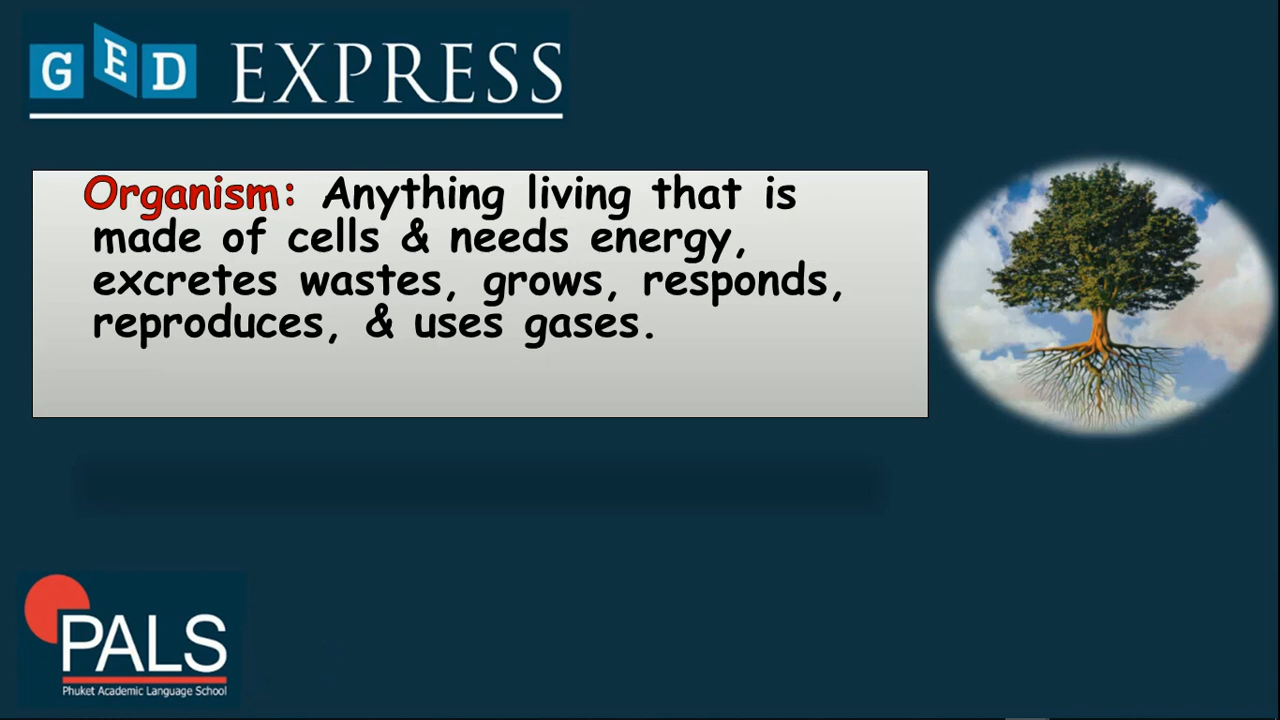 GED EXPRESS
Organism: Anything living that is
made of cells & needs energy,
excretes wastes, grows, responds,
reproduces, & uses gases.
PALS
Phuket Academic Language School